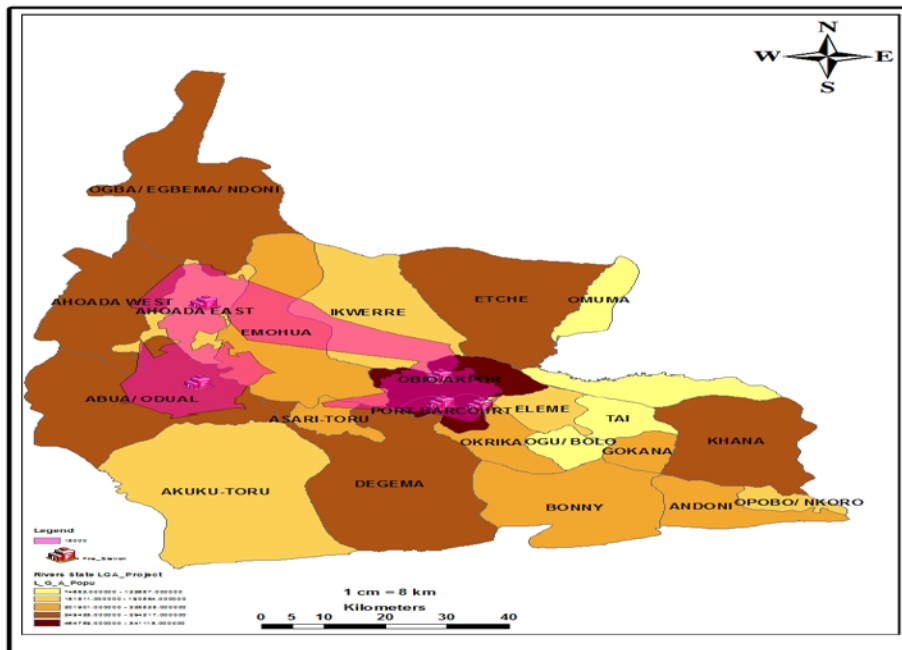 N
W E
S
OGBA/ EGBEMA/ NDONI
AHOADA WEST
AHOADA EAST
IKWERRE
ETCHE
OMUMA
EMOHUA
OBIO/AKPOR
ABUA/ ODUAL
PORT HARCOURT
ELEME
TAI
ASARI-TORU
OKRIKA
OGU/ BOLO
GOKANA
KHANA
AKUKU-TORU
DEGEMA
BONNY
ANDONI
OPOBO/ NKORO
Legend
Fire_Station
Rivers State LGA_Project
L_G_A_Popu
1 cm = 8 km
Kilometers
0 5 10 20 30 40